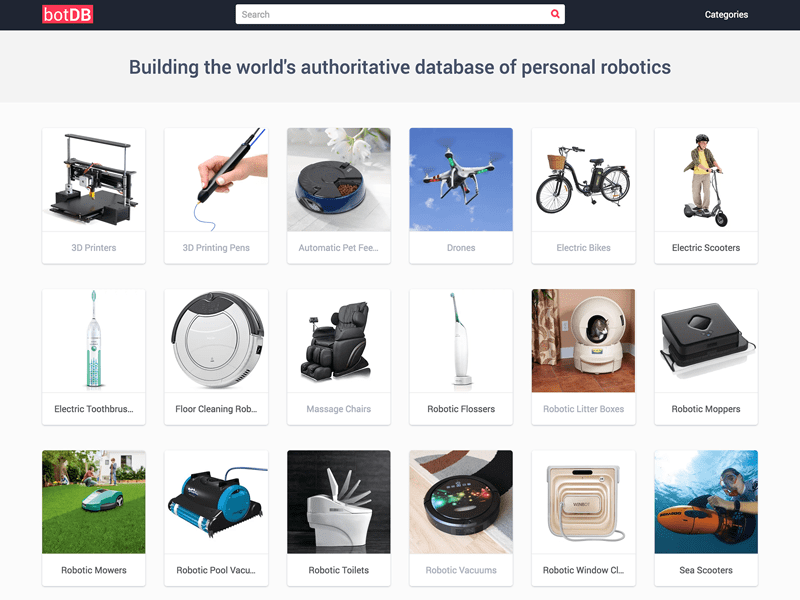 botDB
Search
Categories
Building the world's authoritative database of personal robotics
3D Printers
3D Printing Pens
Automatic Pet Fee...
Drones
Electric Bikes
Electric Scooters
Electric Toothbrus...
Floor Cleaning Rob...
Massage Chairs
Robotic Flossers
Robotic Litter Boxes
Robotic Moppers
Robotic Mowers
Robotic Pool Vacu...
Robotic Toilets
Robotic Vacuums
WINBOT
Robotic Window Cl...
Sea Scooters